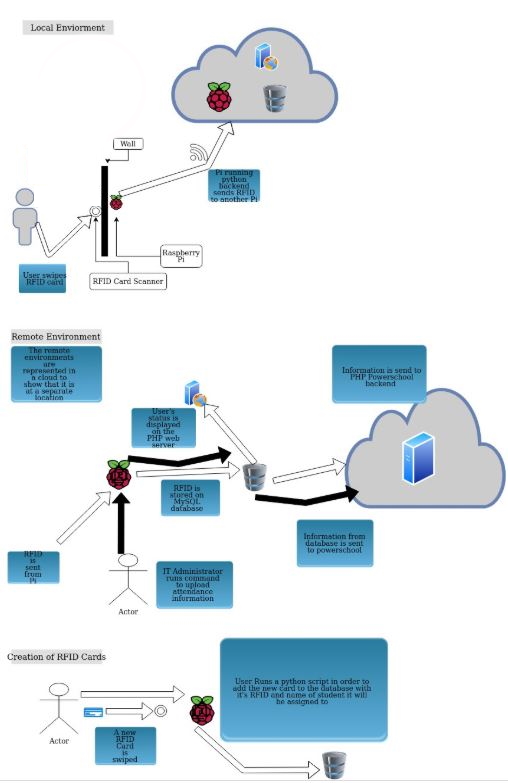 Local Enviorment
Wall
Pi running
python
backend
sends RFID
to another Pi
User swipes
RFID card
Raspberry
Pi
RFID Card Scanner
Remote Environment
The remote
environments
are
represented in
a cloud to
show that it is
at a separate
location
Information is send to
PHP Powerschool
backend
User's
status is
displayed
on the
PHP web
server
RFID is
stored on
MySQL
database
Information from
database is sent
to powerschool
RFID
is
sent
from
Pi
IT Administrator
runs command
to upload
attendance
information
Actor
Creation of RFID Cards
User Runs a python script in order to
add the new card to the database with
it's RFID and name of student it will
be assigned to
Actor
A new
RFID
Card
is
swiped